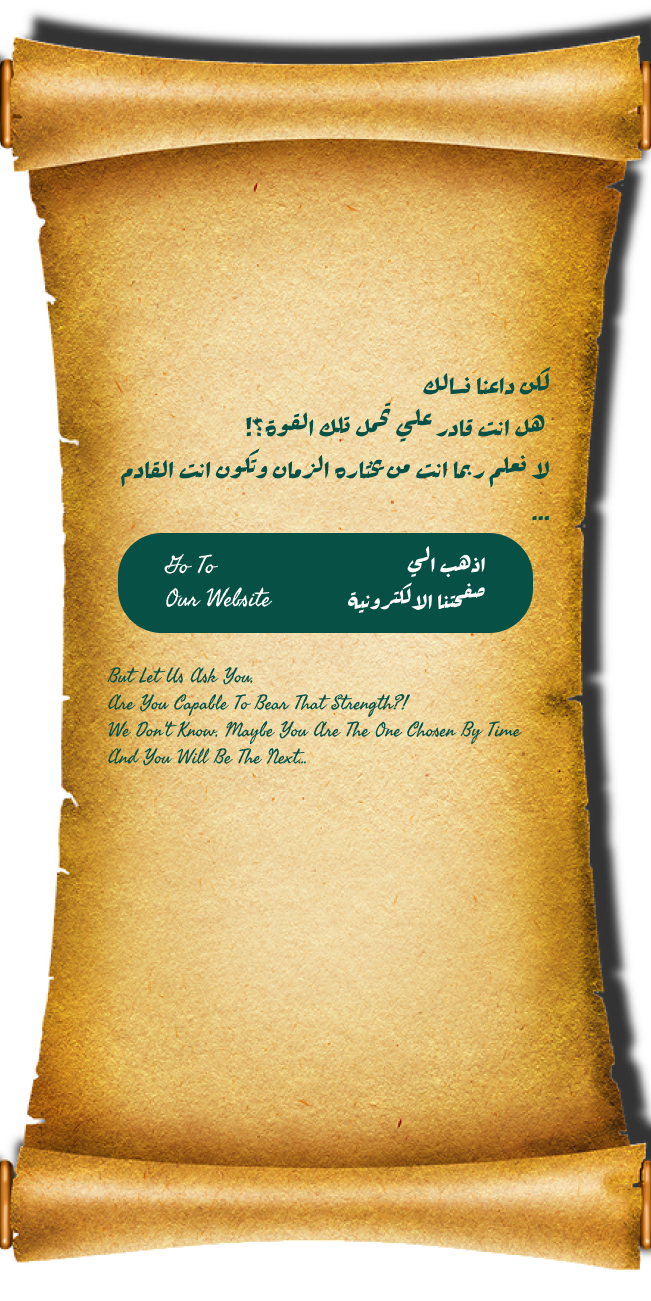 لكن داعنا نسالك
هل انت قادر علي تحمل تلك القوة؟!
لا نعلم ربما انت من يختاره الزمان وتكون انت القادم
...
Go To
Our Website
اذهب الي
صفحتنا الالكترونية
But Let Us Ask You,
Are You Capable To Bear That Strength?!
We Don't Know, Maybe You Are The One Chosen By Time
And You Will Be The Next...